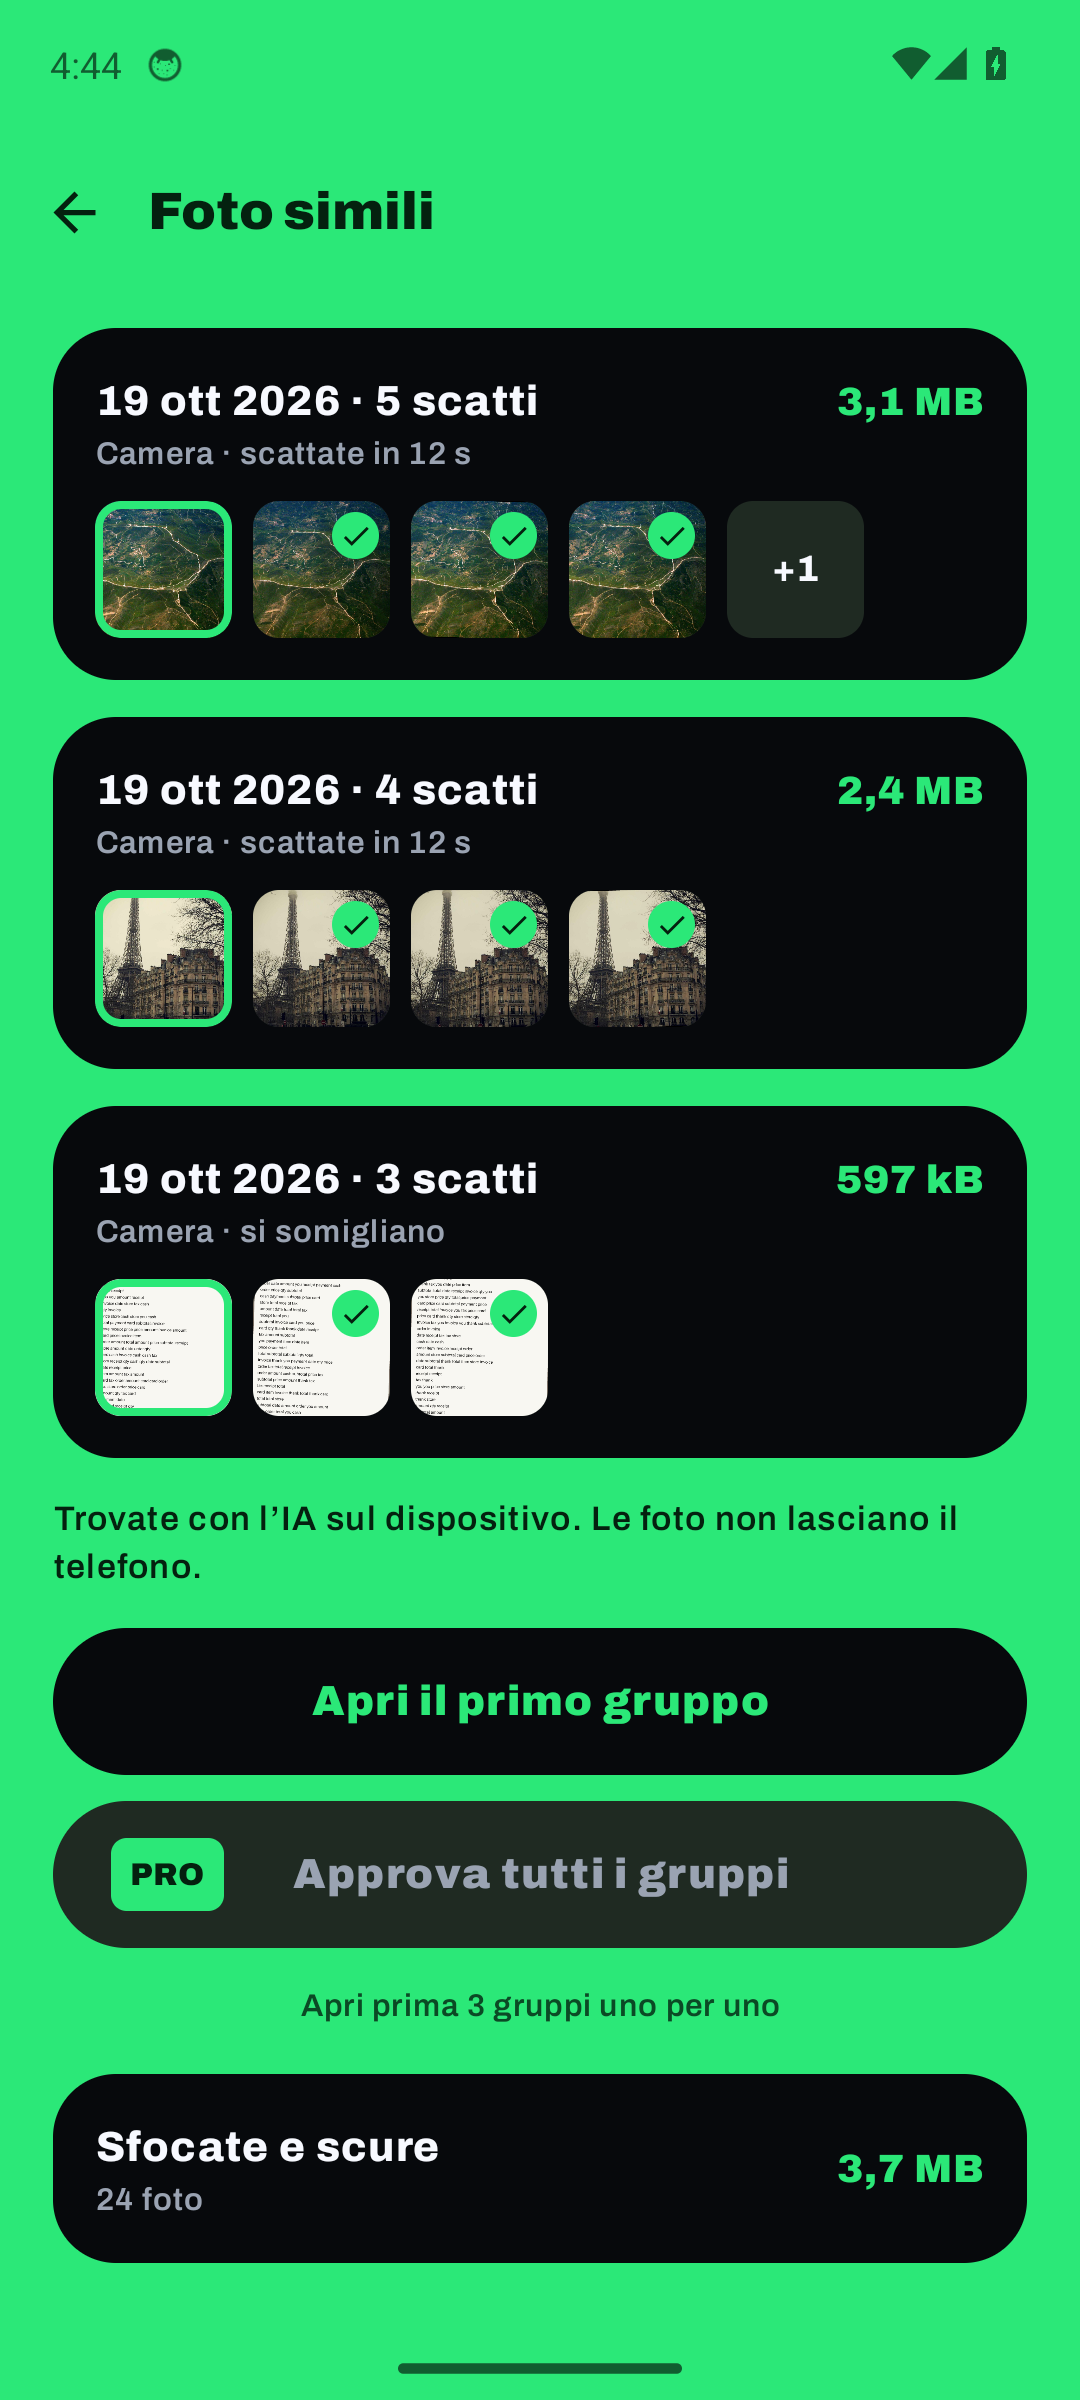 4:44
Foto simili
19 ott 2026 · 5 scatti
3,1 MB
Camera · scattate in 12 s
+1
19 ott 2026 · 4 scatti
2,4 MB
Camera · scattate in 12 s
19 ott 2026 · 3 scatti
597 kB
Camera · si somigliano
Trovate con l’IA sul dispositivo. Le foto non lasciano il
telefono.
Apri il primo gruppo
PRO
Approva tutti i gruppi
Apri prima 3 gruppi uno per uno
Sfocate e scure
3,7 MB
24 foto